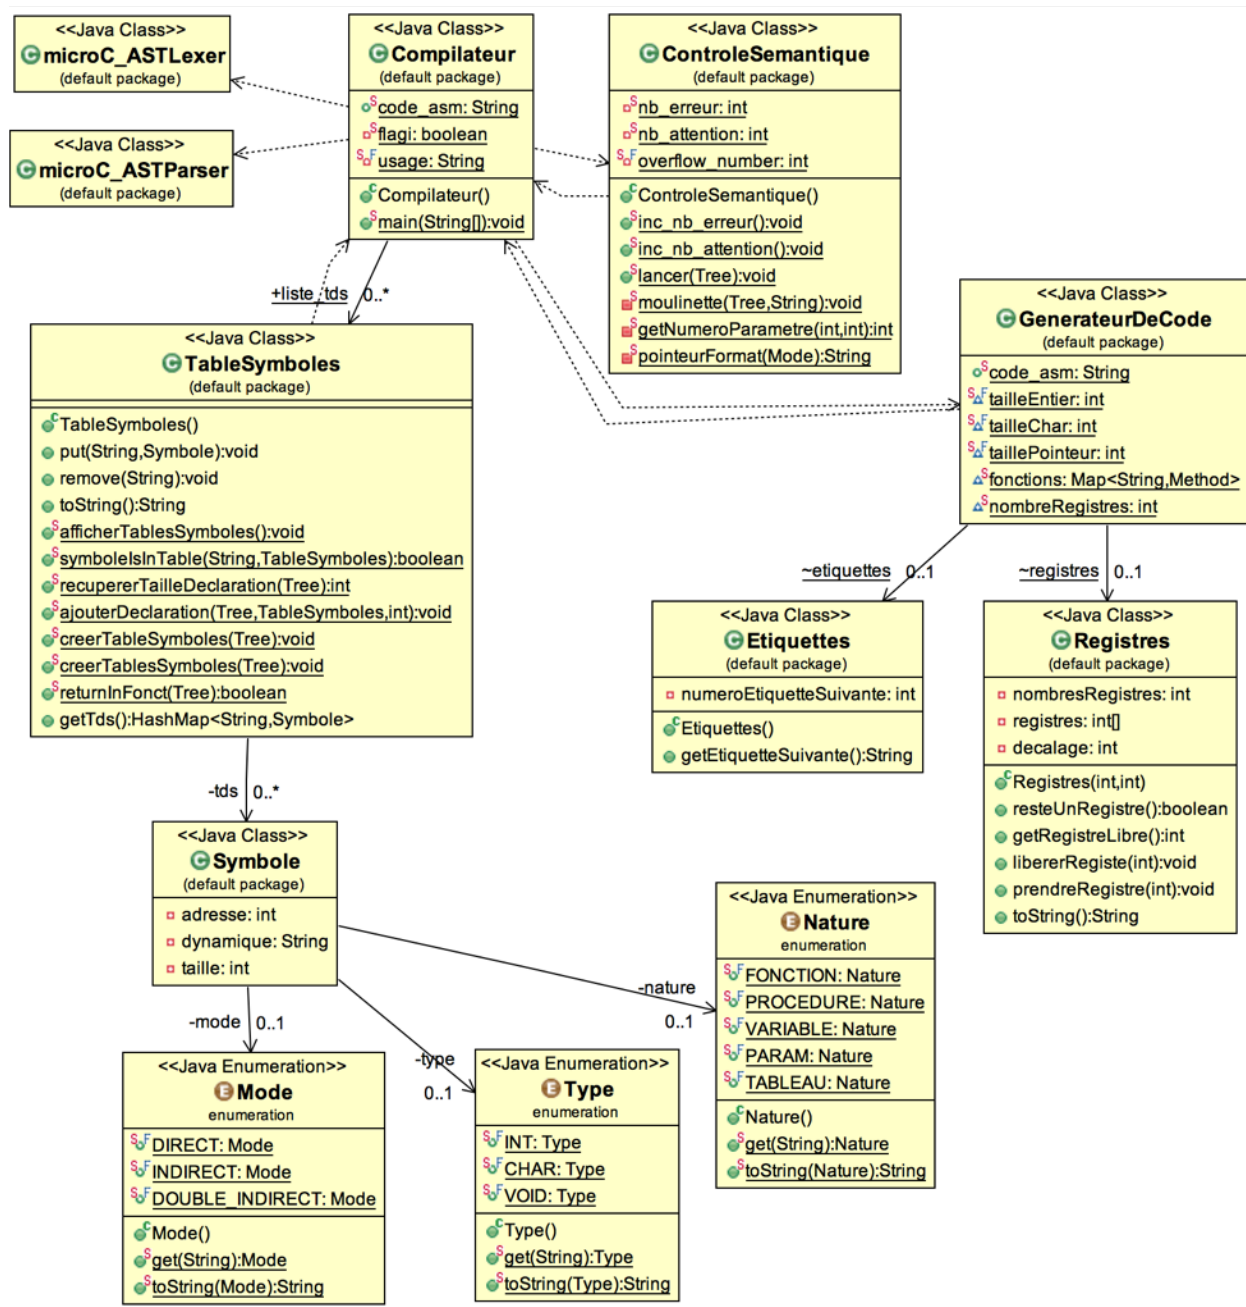 <<Java Class>>
microC_ASTLexer
(default package)
<<Java Class>>
microC_ASTParser
(default package)
<<Java Class>>
Compilateur
(default package)
code_asm: String
flagi: boolean
usage: String
Compilateur()
main(String[]):void
<<Java Class>>
ControleSemantique
(default package)
nb_erreur: int
nb_attention: int
overflow_number: int
ControleSemantique()
inc_nb_erreur():void
inc_nb_attention():void
lancer(Tree):void
moulinette(Tree,String):void
getNumeroParametre(int,int):int
pointeurFormat(Mode):String
+liste_tds 0..*
<<Java Class>>
TableSymboles
(default package)
TableSymboles()
put(String,Symbole):void
remove(String):void
toString():String
afficherTablesSymboles():void
symboleIsInTable(String,TableSymboles):boolean
recupererTailleDeclaration(Tree):int
ajouterDeclaration(Tree,TableSymboles,int):void
creerTableSymboles(Tree):void
creerTablesSymboles(Tree):void
returnInFonct(Tree):boolean
getTds():HashMap<String,Symbole>
<<Java Class>>
GenerateurDeCode
(default package)
code_asm: String
tailleEntier: int
tailleChar: int
taillePointeur: int
fonctions: Map<String,Method>
nombreRegistres: int
~etiquettes 0..1
~registres 0..1
<<Java Class>>
Etiquettes
(default package)
numeroEtiquetteSuivante: int
Etiquettes()
getEtiquetteSuivante():String
<<Java Class>>
Registres
(default package)
nombresRegistres: int
registres: int[]
decalage: int
Registres(int,int)
resteUnRegistre():boolean
getRegistreLibre():int
libererRegiste(int):void
prendreRegistre(int):void
toString():String
-tds 0..*
<<Java Class>>
Symbole
(default package)
adresse: int
dynamique: String
taille: int
-mode 0..1
-type
0..1
-nature
0..1
<<Java Enumeration>>
Mode
enumeration
DIRECT: Mode
INDIRECT: Mode
DOUBLE_INDIRECT: Mode
Mode()
get(String):Mode
toString(Mode):String
<<Java Enumeration>>
Type
enumeration
INT: Type
CHAR: Type
VOID: Type
Type()
get(String):Type
toString(Type):String
<<Java Enumeration>>
Nature
enumeration
FONCTION: Nature
PROCEDURE: Nature
VARIABLE: Nature
PARAM: Nature
TABLEAU: Nature
Nature()
get(String):Nature
toString(Nature):String